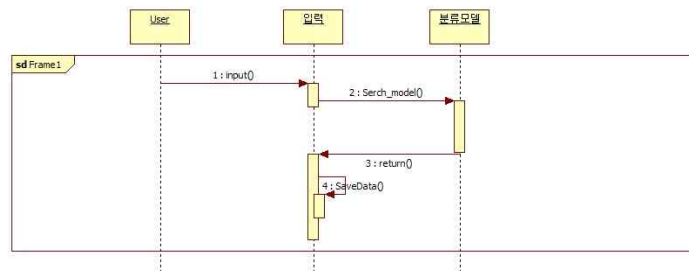 User
입력
분류모델
sd Frame1
1 : input()
2 : Serch_model()
3 : return()
4 : SaveData()